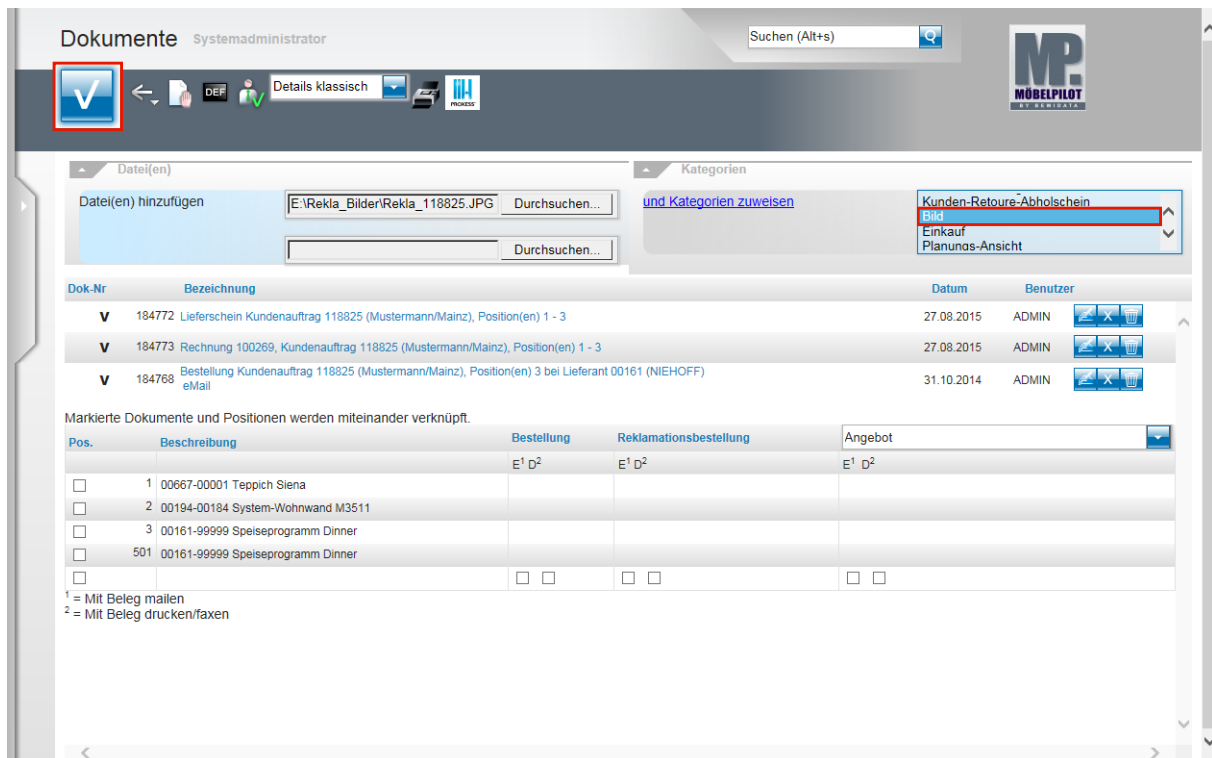 Dokumente Systemadministrator
Suchen (Alt+s)
DEF
Details klassisch
PROXESS
MP.
MÖBELPILOT
BY BEWIDATA
Datei(en)
Kategorien
Datei(en) hinzufügen
E:\Rekla_Bilder\Rekla_118825.JPG Durchsuchen...
Durchsuchen...
und Kategorien zuweisen
Kunden-Retoure-Abholschein
Bild
Einkauf
Planungs-Ansicht
Dok-Nr Bezeichnung Datum Benutzer
V 184772 Lieferschein Kundenauftrag 118825 (Mustermann/Mainz), Position(en) 1 - 3 27.08.2015 ADMIN X
V 184773 Rechnung 100269, Kundenauftrag 118825 (Mustermann/Mainz), Position(en) 1 - 3 27.08.2015 ADMIN X
V 184768 Bestellung Kundenauftrag 118825 (Mustermann/Mainz), Position(en) 3 bei Lieferant 00161 (NIEHOFF) 31.10.2014 ADMIN X
eMail
Markierte Dokumente und Positionen werden miteinander verknüpft.
Pos. Beschreibung Bestellung Reklamationsbestellung Angebot
E¹ D² E¹ D² E¹ D²
1 00667-00001 Teppich Siena
2 00194-00184 System-Wohnwand M3511
3 00161-99999 Speiseprogramm Dinner
501 00161-99999 Speiseprogramm Dinner
¹ = Mit Beleg mailen
² = Mit Beleg drucken/faxen